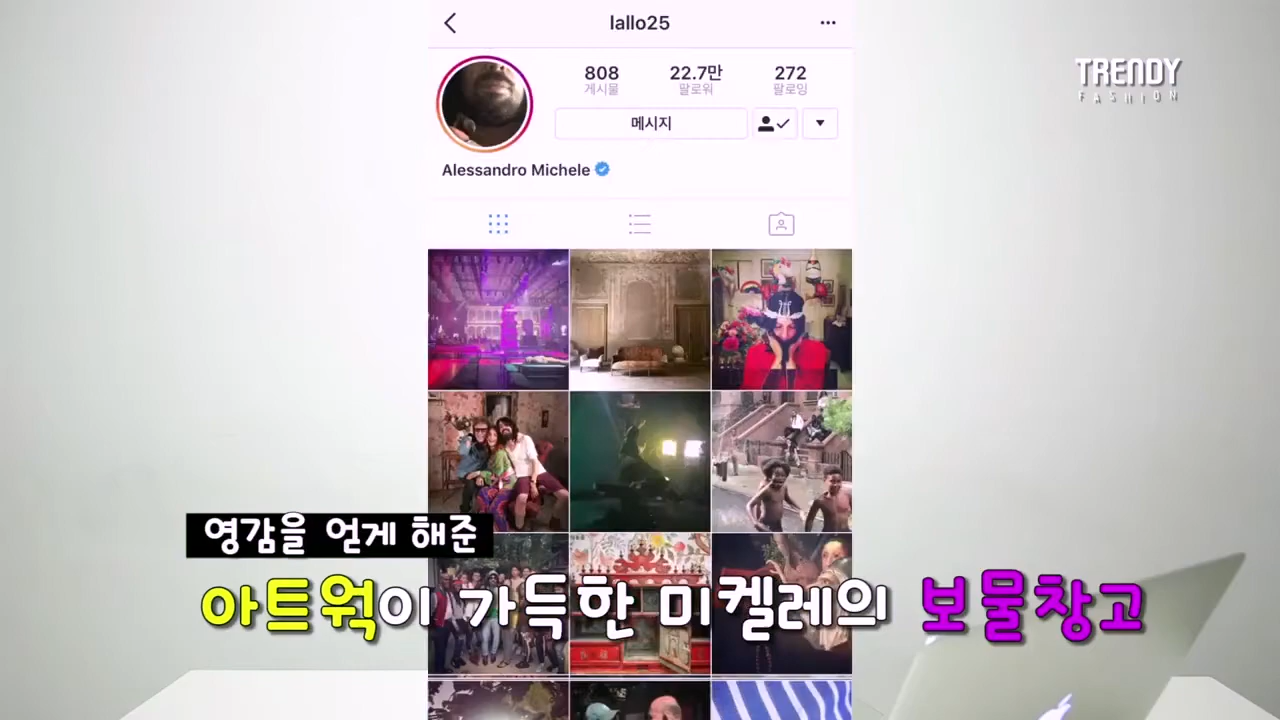 lallo25
TRENDY
FASHION
808
22.7만
272
게시물
팔로워
팔로잉
메시지
Alessandro Michele
영감을 얻게 해준
아트웍이 가득한 미켈레의 보물창고